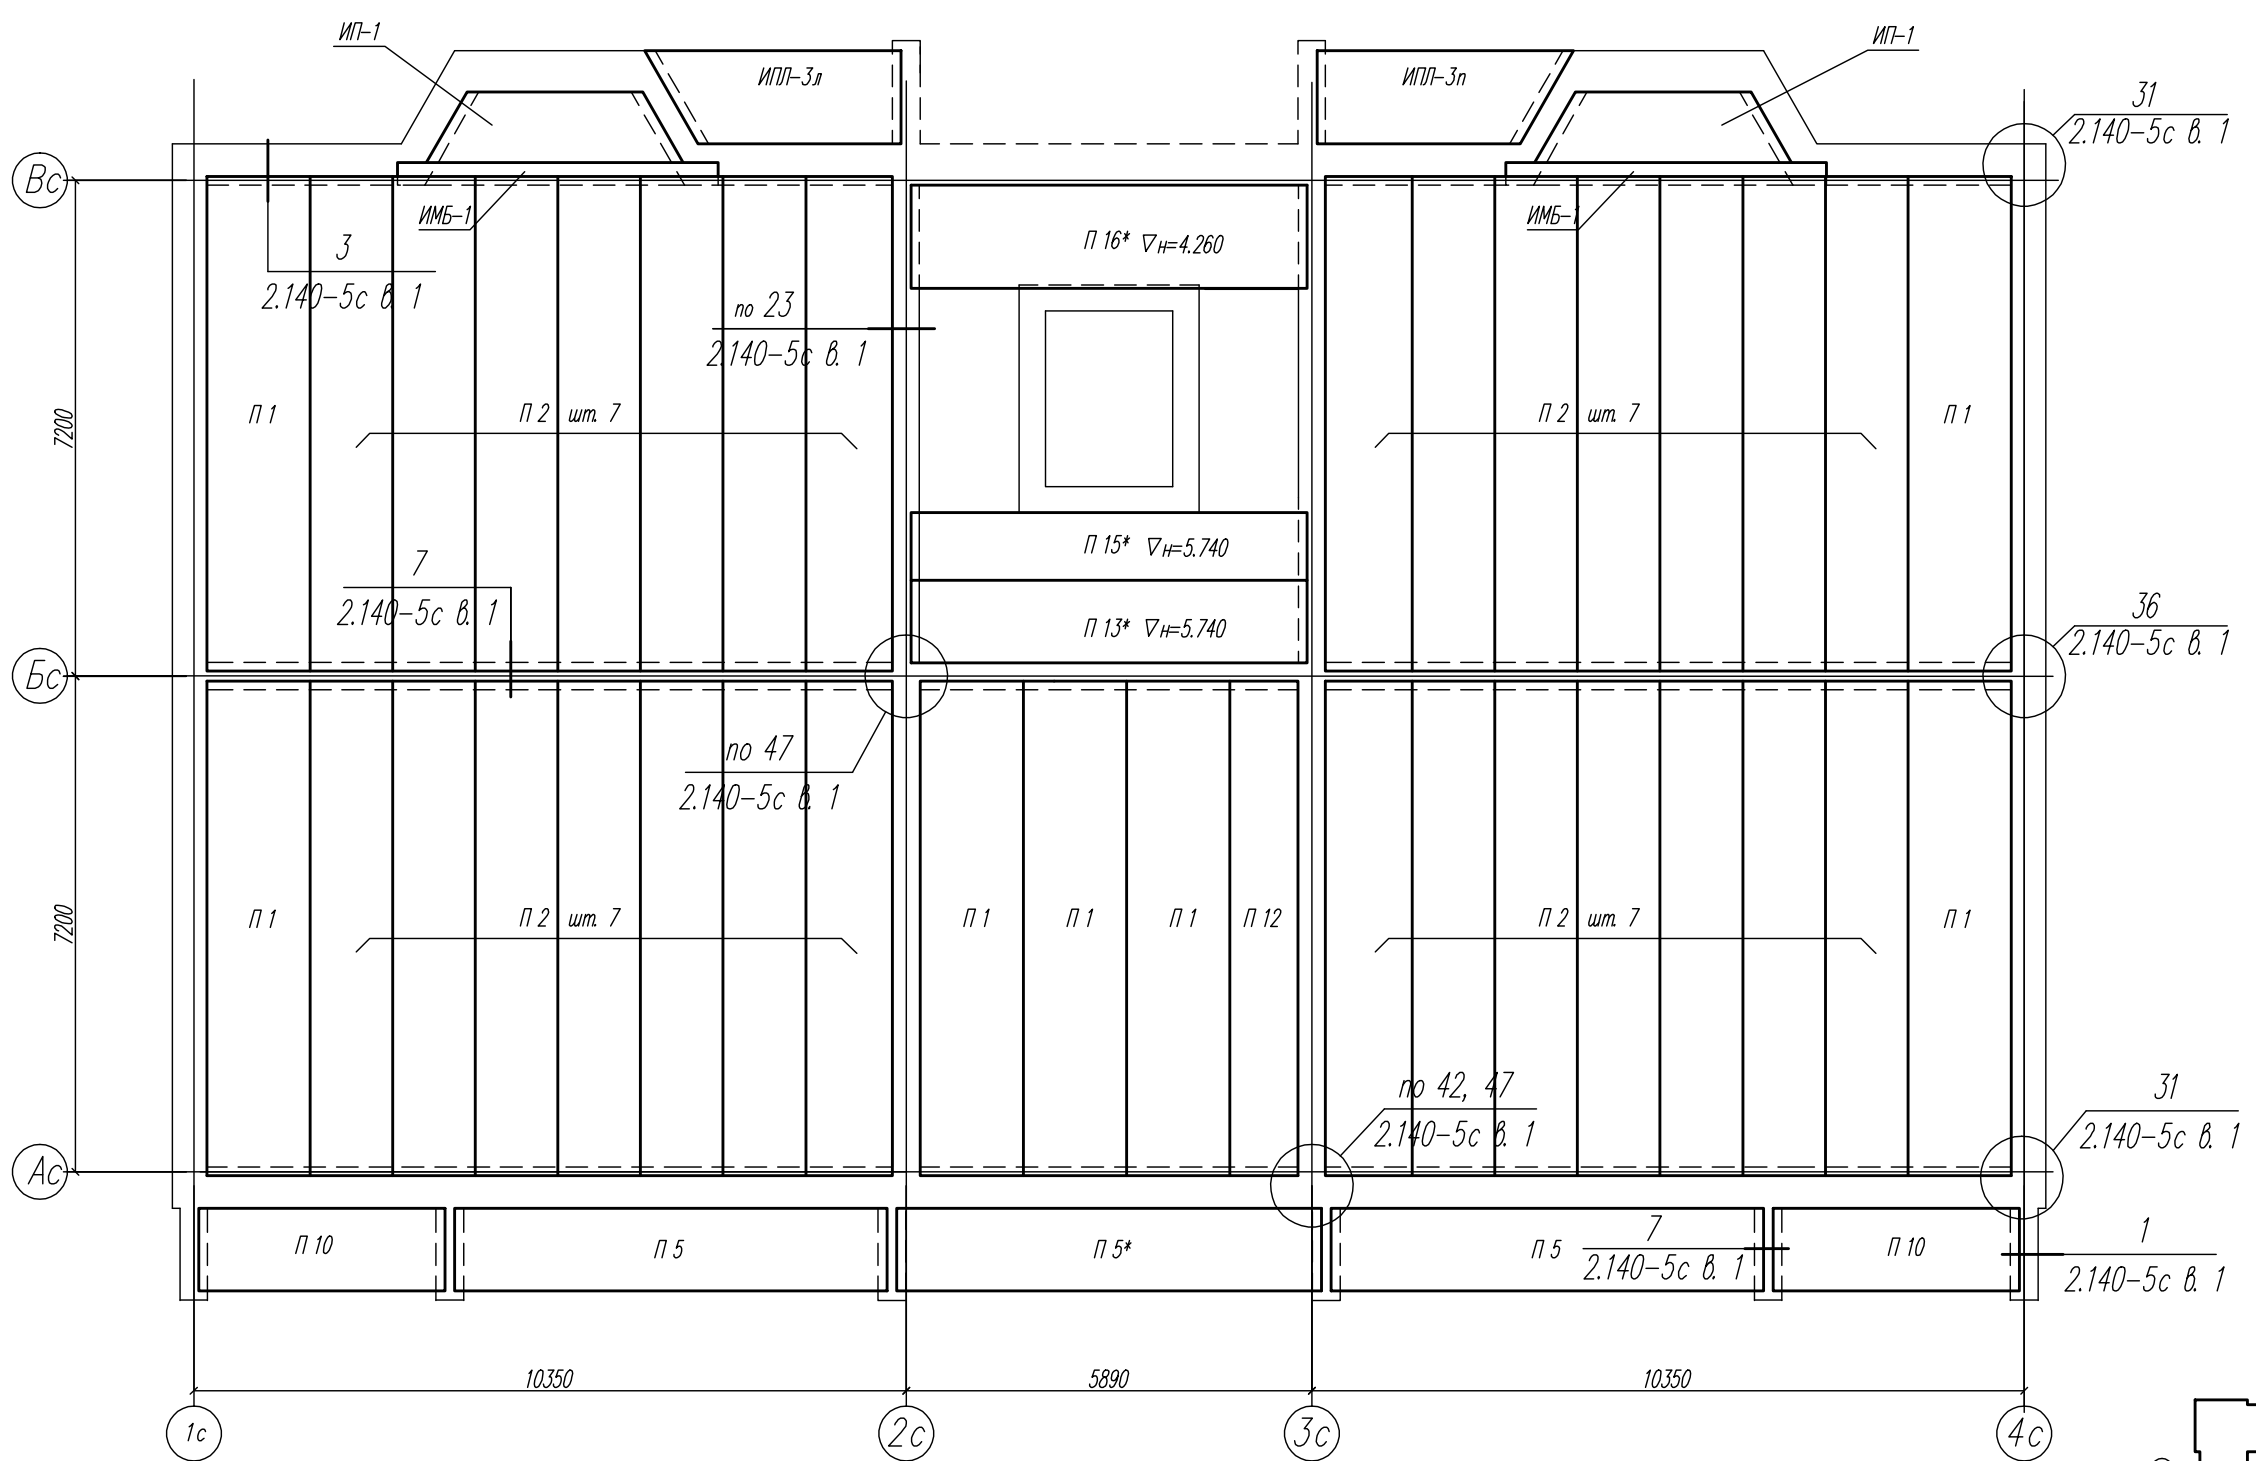 ИП-1
ИПЛ-3л
ИПЛ-3п
ИП-1
31
2.140-5с в. 1
Вс
ИМБ-1
ИМБ-1
3
2.140-5с в. 1
П 16* ▽н=4.260
по 23
2.140-5с в. 1
7200
П 1
П 2 шт. 7
П 2 шт. 7
П 1
П 15* ▽н=5.740
7
2.140-5с в. 1
П 13* ▽н=5.740
36
2.140-5с в. 1
Бс
по 47
2.140-5с в. 1
7200
П 1
П 2 шт. 7
П 1
П 1
П 1
П 12
П 2 шт. 7
П 1
по 42, 47
2.140-5с в. 1
31
2.140-5с в. 1
Ас
П 10
П 5
П 5*
П 5
7
2.140-5с в. 1
П 10
1
2.140-5с в. 1
10350
5890
10350
1с
2с
3с
4с